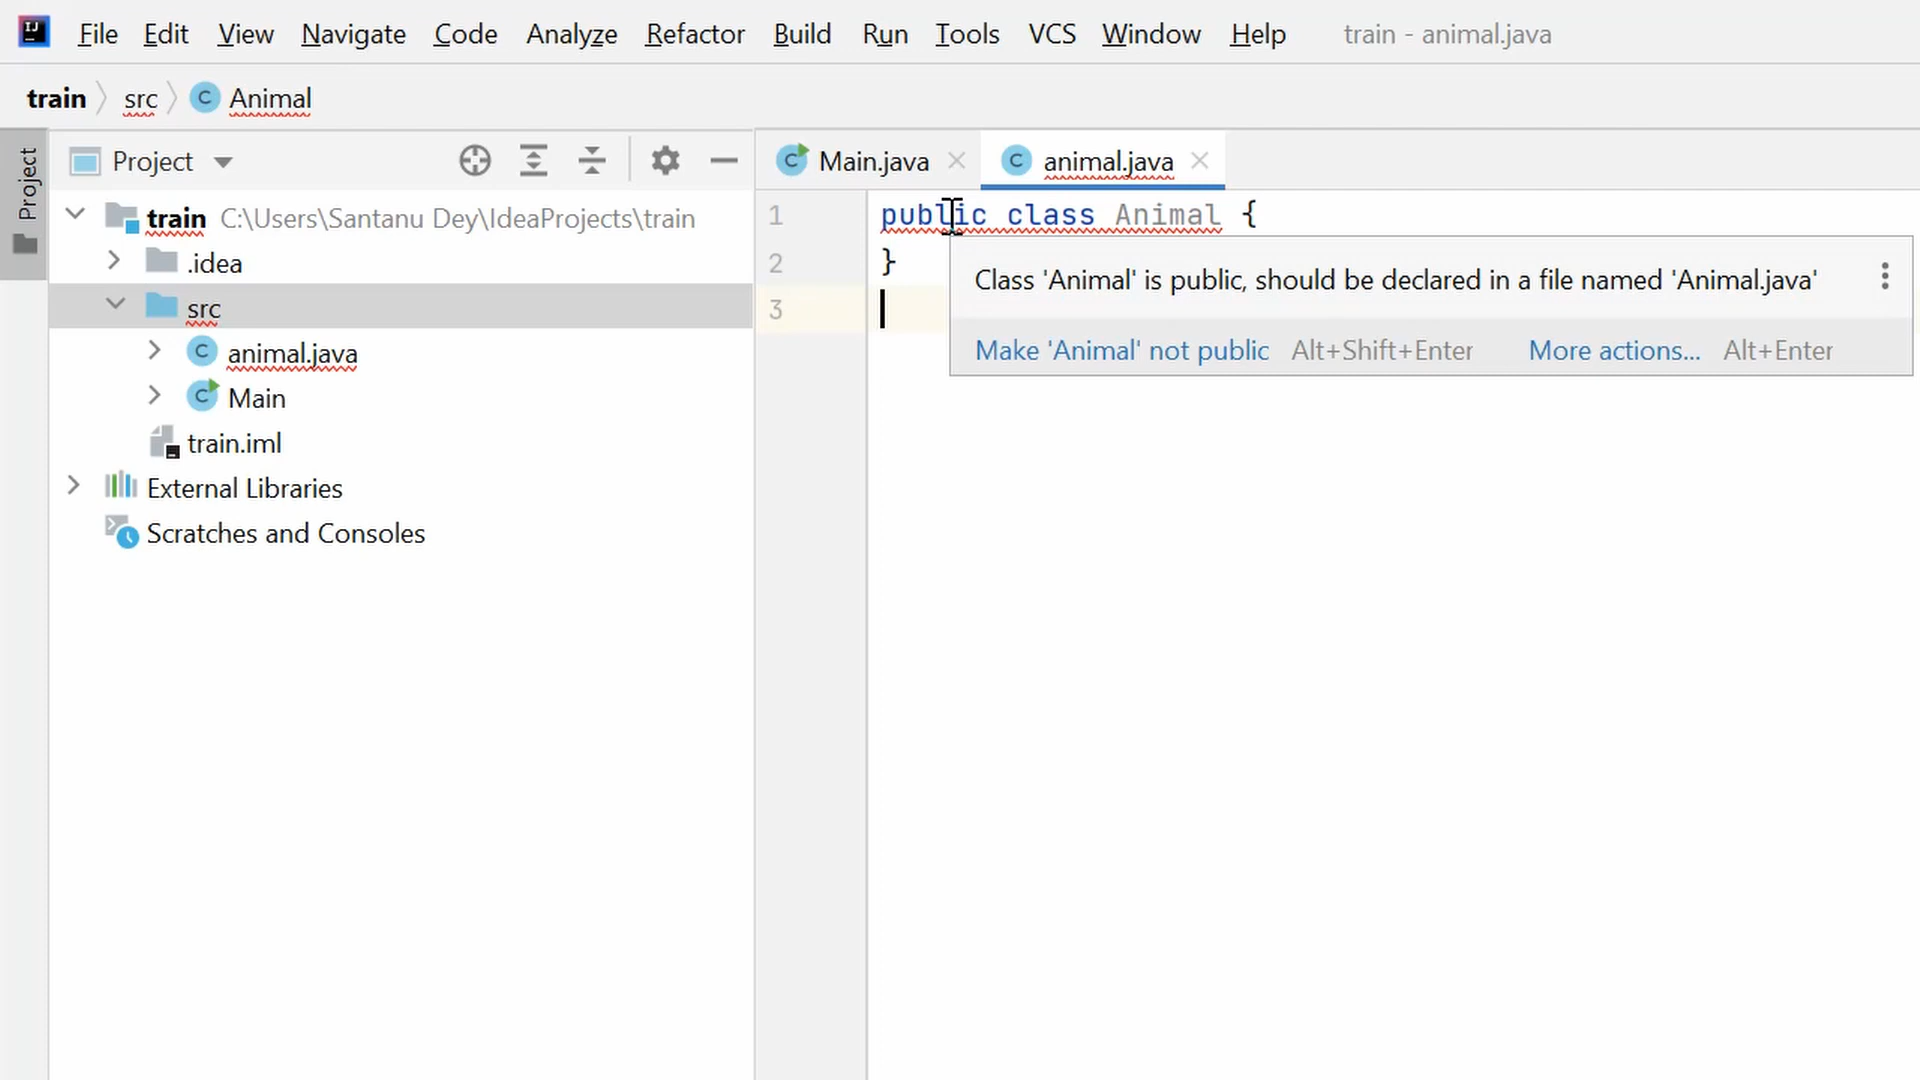 File Edit View Navigate Code Analyze Refactor Build Run Tools VCS Window Help train - animal.java
train src C Animal
Project
Project
C Main.java C animal.java
train C:\Users\Santanu Dey\IdeaProjects\train
.idea
src
C animal.java
C Main
train.iml
External Libraries
Scratches and Consoles
1 public class Animal {
2 }
3
Class 'Animal' is public, should be declared in a file named 'Animal.java'
Make 'Animal' not public Alt+Shift+Enter More actions... Alt+Enter